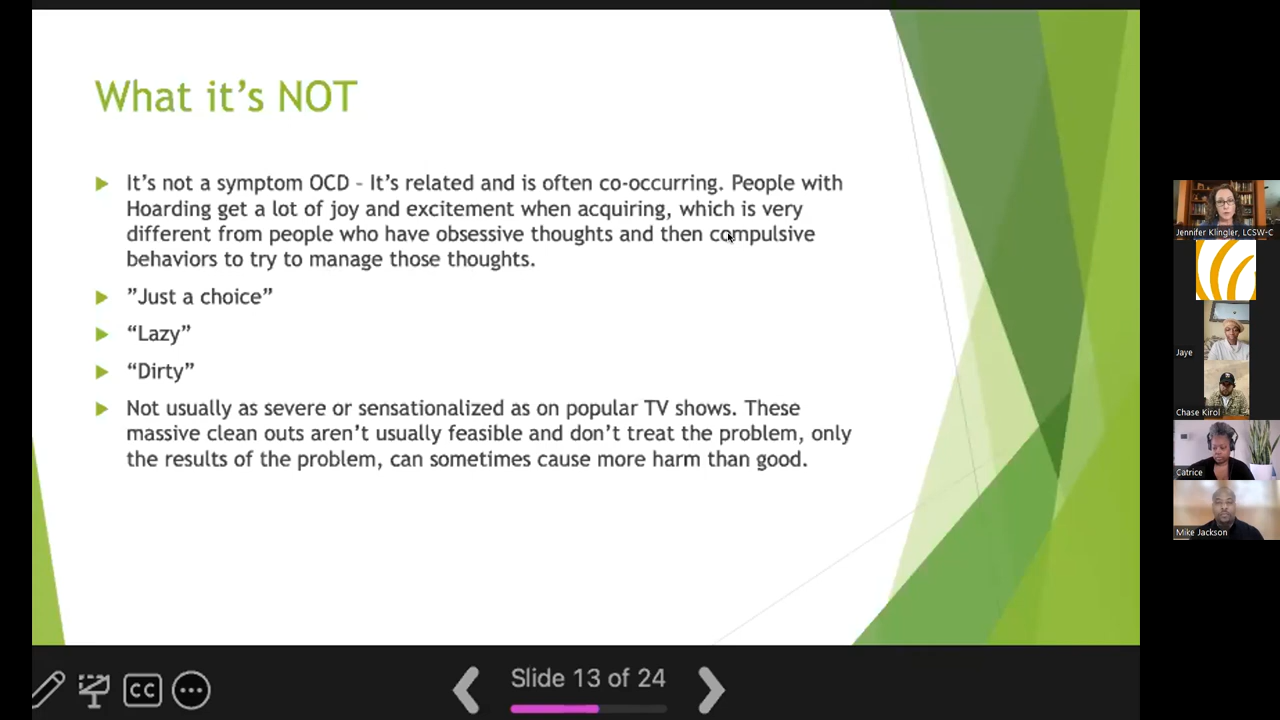 What it’s NOT
It’s not a symptom OCD – It’s related and is often co-occurring. People with
Hoarding get a lot of joy and excitement when acquiring, which is very
different from people who have obsessive thoughts and then compulsive
behaviors to try to manage those thoughts.
”Just a choice”
“Lazy”
“Dirty”
Not usually as severe or sensationalized as on popular TV shows. These
massive clean outs aren’t usually feasible and don’t treat the problem, only
the results of the problem, can sometimes cause more harm than good.
CC
Slide 13 of 24
Jennifer Klingler, LCSW-C
Jaye
Chase Kirol
Catrice
Mike Jackson